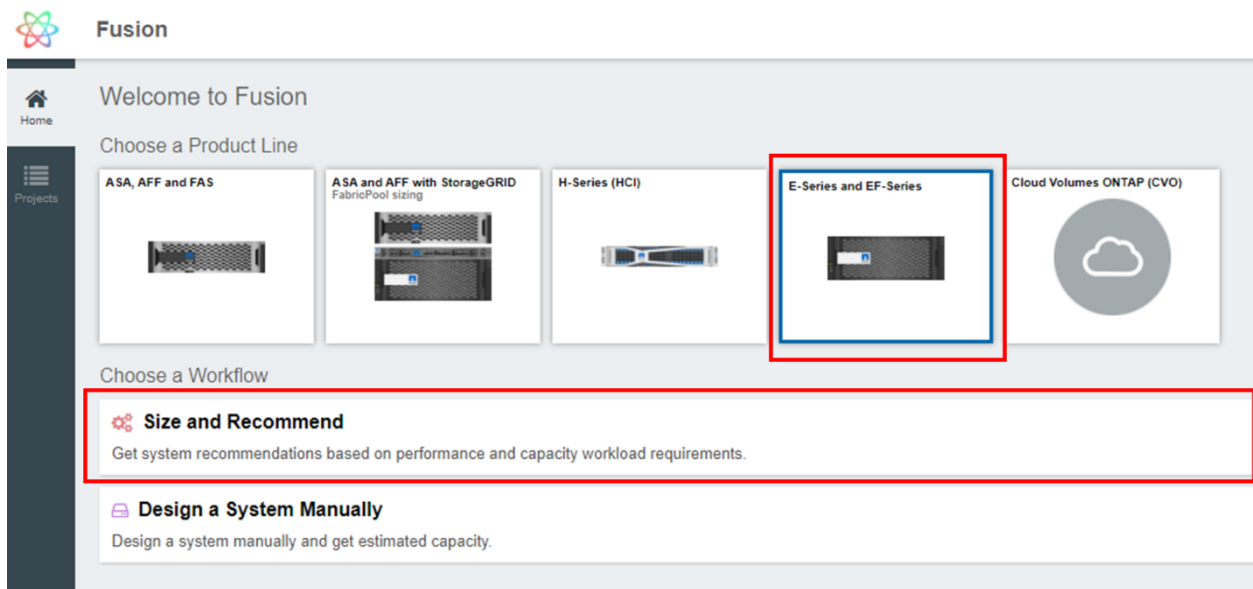 Fusion
Home
Projects
Welcome to Fusion
Choose a Product Line
ASA, AFF and FAS
ASA and AFF with StorageGRID
FabricPool sizing
H-Series (HCI)
E-Series and EF-Series
Cloud Volumes ONTAP (CVO)
Choose a Workflow
Size and Recommend
Get system recommendations based on performance and capacity workload requirements.
Design a System Manually
Design a system manually and get estimated capacity.